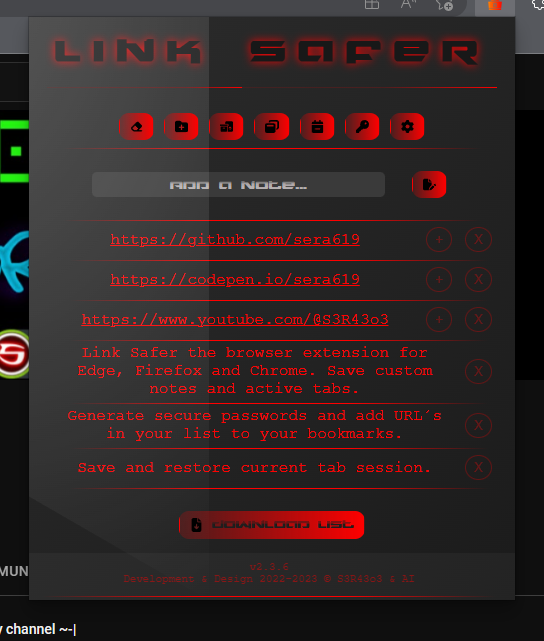 LINK SAFER
ADD A NOTE...
https://github.com/sera619
+ X
https://codepen.io/sera619
+ X
https://www.youtube.com/@S3R43o3
+ X
Link Safer the browser extension for
Edge, Firefox and Chrome. Save custom
notes and active tabs.
X
Generate secure passwords and add URL´s
in your list to your bookmarks.
X
Save and restore current tab session.
X
DOWNLOAD LIST
v2.3.6
Development & Design 2022-2023 © S3R43o3 & AI
MUN
y channel ~-|